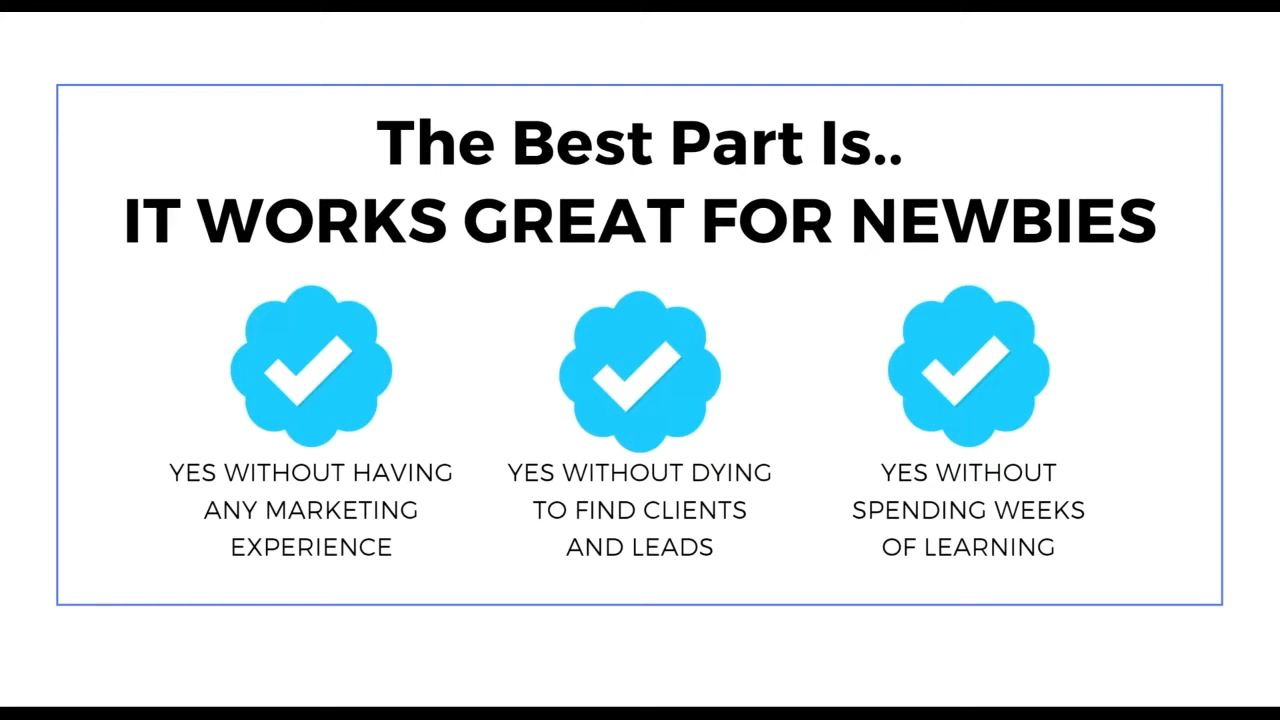 The Best Part Is..
IT WORKS GREAT FOR NEWBIES
YES WITHOUT HAVING
ANY MARKETING
EXPERIENCE
YES WITHOUT DYING
TO FIND CLIENTS
AND LEADS
YES WITHOUT
SPENDING WEEKS
OF LEARNING